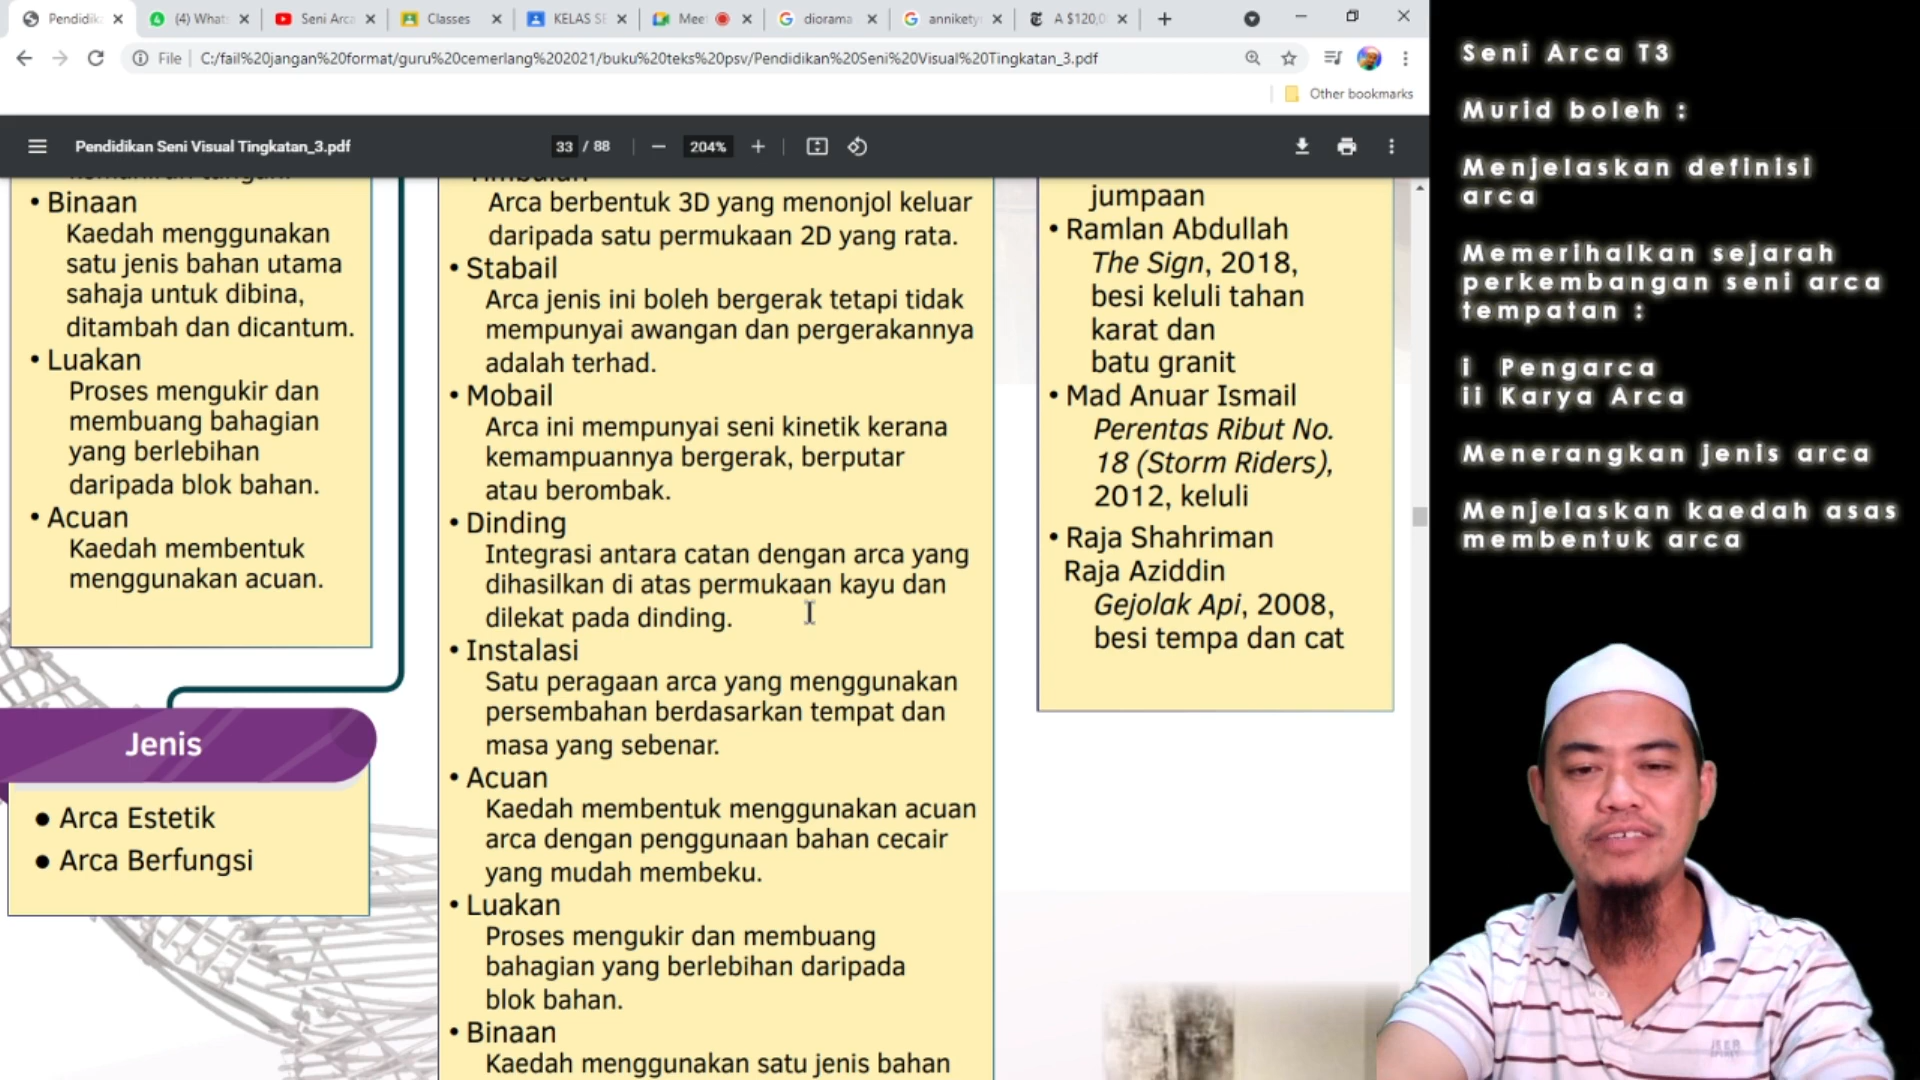 Pendidik
(4) What
Seni Arca
Classes
KELAS SE
Mee
diorama
anniketyr
A $120,0
File
C:/fail%20jangan%20format/guru%20cemerlang%202021/buku%20teks%20psv/Pendidikan%20Seni%20Visual%20Tingkatan_3.pdf
Other bookmarks
Pendidikan Seni Visual Tingkatan_3.pdf
33 / 88
204%
• Binaan
Kaedah menggunakan
satu jenis bahan utama
sahaja untuk dibina,
ditambah dan dicantum.
• Luakan
Proses mengukir dan
membuang bahagian
yang berlebihan
daripada blok bahan.
• Acuan
Kaedah membentuk
menggunakan acuan.
Jenis
● Arca Estetik
● Arca Berfungsi
Arca berbentuk 3D yang menonjol keluar
daripada satu permukaan 2D yang rata.
• Stabail
Arca jenis ini boleh bergerak tetapi tidak
mempunyai awangan dan pergerakannya
adalah terhad.
• Mobail
Arca ini mempunyai seni kinetik kerana
kemampuannya bergerak, berputar
atau berombak.
• Dinding
Integrasi antara catan dengan arca yang
dihasilkan di atas permukaan kayu dan
dilekat pada dinding.
• Instalasi
Satu peragaan arca yang menggunakan
persembahan berdasarkan tempat dan
masa yang sebenar.
• Acuan
Kaedah membentuk menggunakan acuan
arca dengan penggunaan bahan cecair
yang mudah membeku.
• Luakan
Proses mengukir dan membuang
bahagian yang berlebihan daripada
blok bahan.
• Binaan
Kaedah menggunakan satu jenis bahan
jumpaan
• Ramlan Abdullah
The Sign, 2018,
besi keluli tahan
karat dan
batu granit
• Mad Anuar Ismail
Perentas Ribut No.
18 (Storm Riders),
2012, keluli
• Raja Shahriman
Raja Aziddin
Gejolak Api, 2008,
besi tempa dan cat
Seni Arca T3
Murid boleh :
Menjelaskan definisi
arca
Memerihalkan sejarah
perkembangan seni arca
tempatan :
i Pengarca
ii Karya Arca
Menerangkan jenis arca
Menjelaskan kaedah asas
membentuk arca